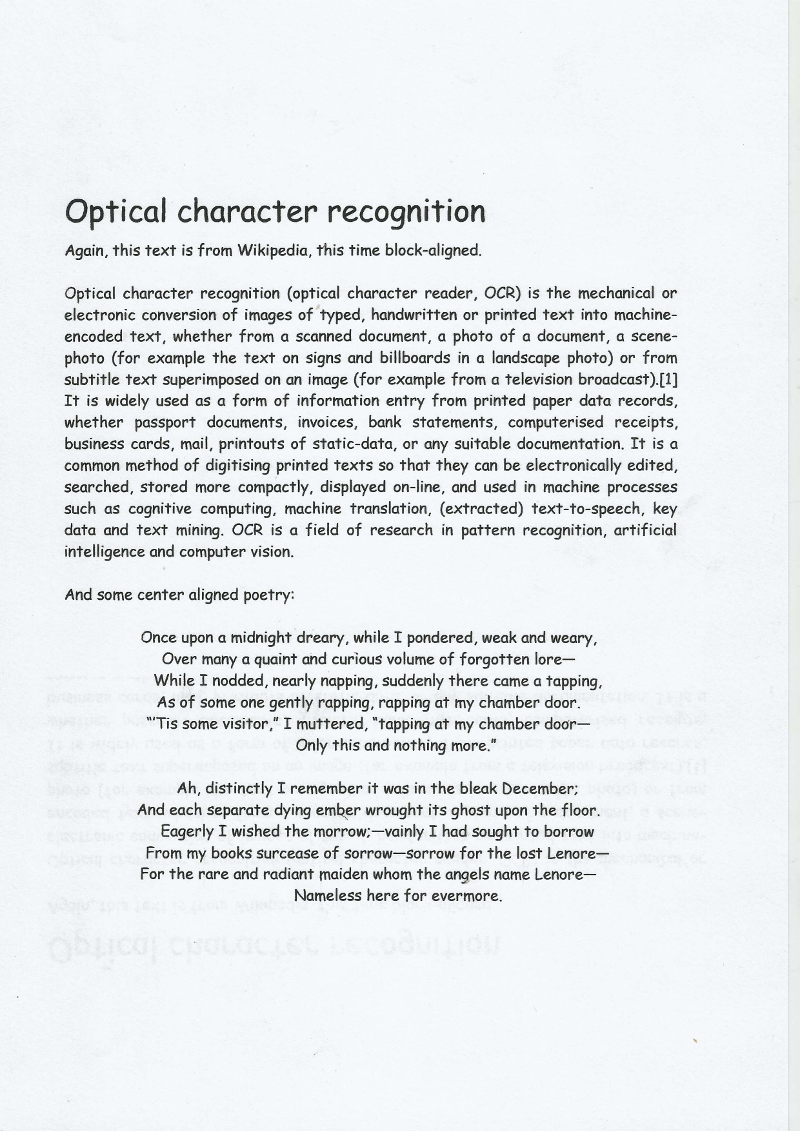 Optical character recognition
Again, this text is from Wikipedia, this time block-aligned.
Optical character recognition (optical character reader, OCR) is the mechanical or
electronic conversion of images of typed, handwritten or printed text into machine-
encoded text, whether from a scanned document, a photo of a document, a scene-
photo (for example the text on signs and billboards in a landscape photo) or from
subtitle text superimposed on an image (for example from a television broadcast).[1]
It is widely used as a form of information entry from printed paper data records,
whether passport documents, invoices, bank statements, computerised receipts,
business cards, mail, printouts of static-data, or any suitable documentation. It is a
common method of digitising printed texts so that they can be electronically edited,
searched, stored more compactly, displayed on-line, and used in machine processes
such as cognitive computing, machine translation, (extracted) text-to-speech, key
data and text mining. OCR is a field of research in pattern recognition, artificial
intelligence and computer vision.
And some center aligned poetry:
Once upon a midnight dreary, while I pondered, weak and weary,
Over many a quaint and curious volume of forgotten lore—
While I nodded, nearly napping, suddenly there came a tapping,
As of some one gently rapping, rapping at my chamber door.
“‘’Tis some visitor,” I muttered, “tapping at my chamber door—
Only this and nothing more.”
Ah, distinctly I remember it was in the bleak December;
And each separate dying ember wrought its ghost upon the floor.
Eagerly I wished the morrow;—vainly I had sought to borrow
From my books surcease of sorrow—sorrow for the lost Lenore—
For the rare and radiant maiden whom the angels name Lenore—
Nameless here for evermore.